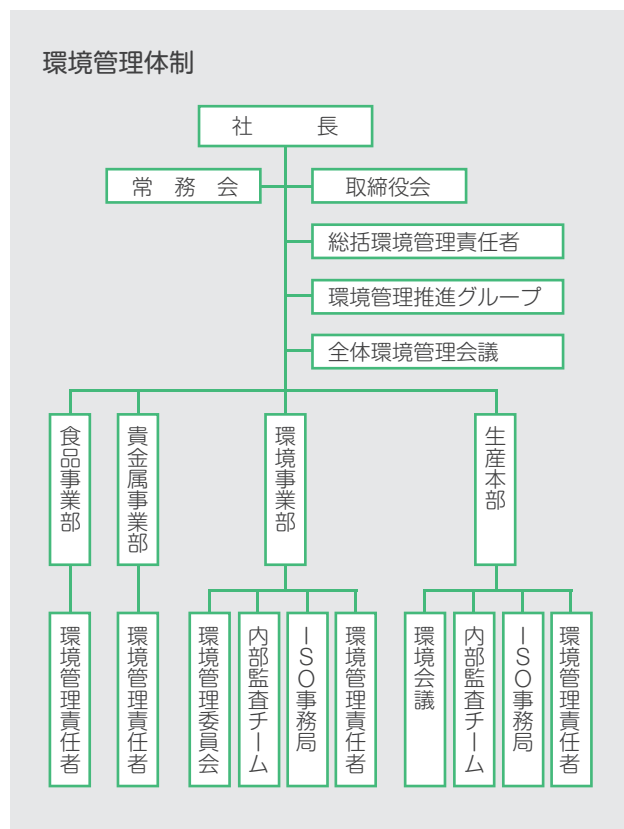 環境管理体制
社長
常務会
取締役会
総括環境管理責任者
環境管理推進グループ
全体環境管理会議
食品事業部
貴金属事業部
環境事業部
生産本部
環境管理責任者
環境管理責任者
環境管理委員会
内部監査チーム
ISO事務局
環境管理責任者
環境会議
内部監査チーム
ISO事務局
環境管理責任者